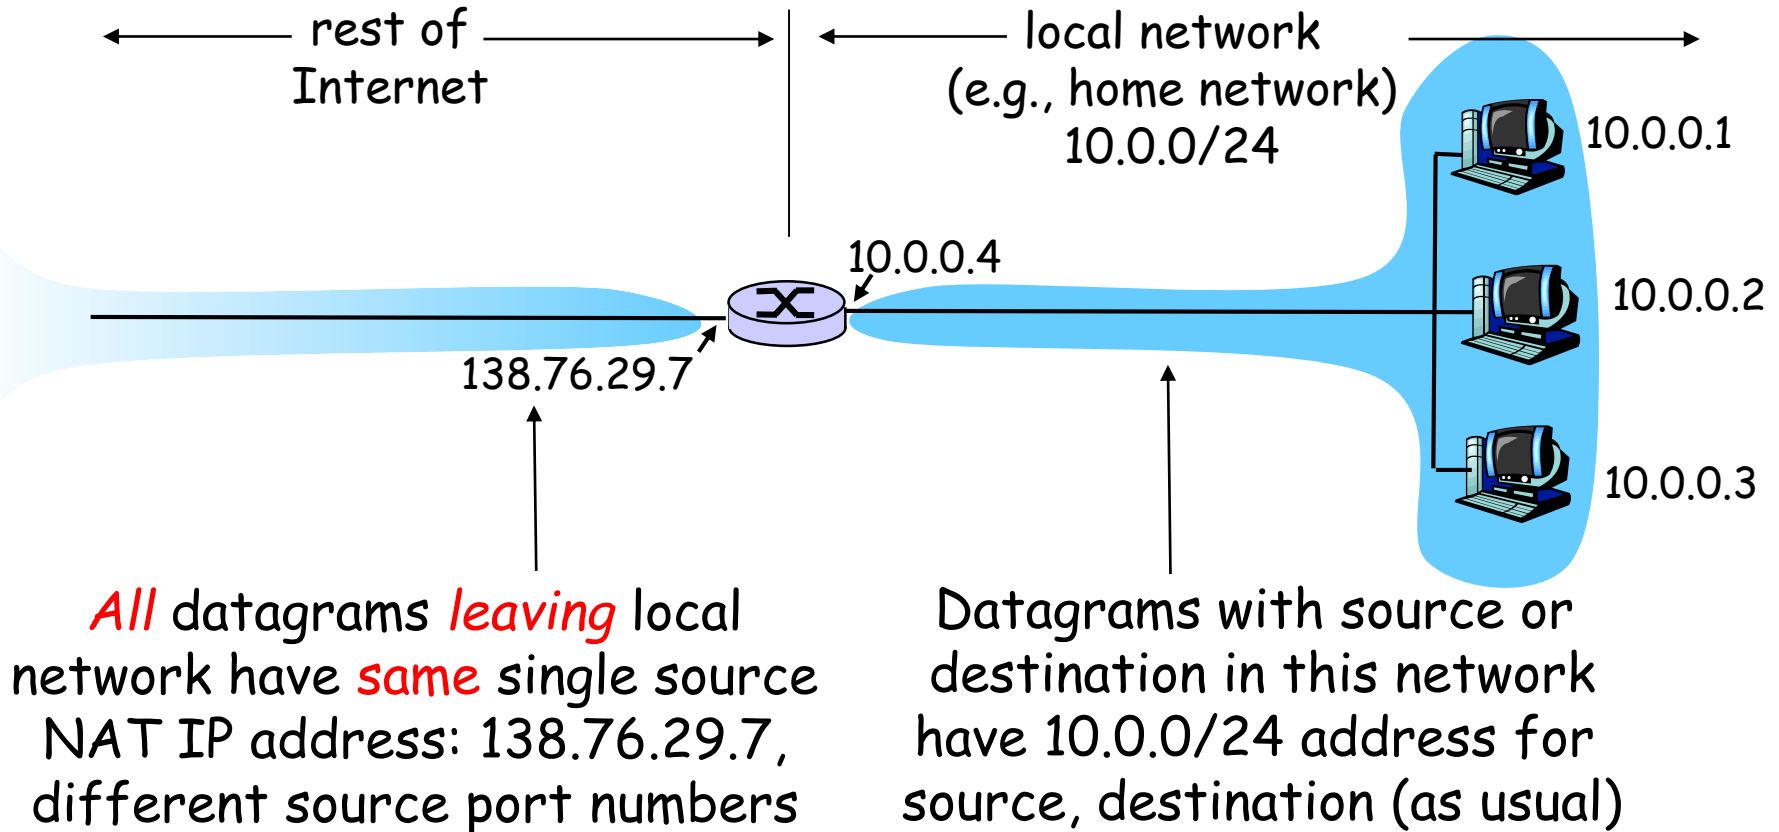 rest of
Internet
local network
(e.g., home network)
10.0.0/24
10.0.0.1
10.0.0.4
10.0.0.2
138.76.29.7
10.0.0.3
All datagrams leaving local
network have same single source
NAT IP address: 138.76.29.7,
different source port numbers
Datagrams with source or
destination in this network
have 10.0.0/24 address for
source, destination (as usual)